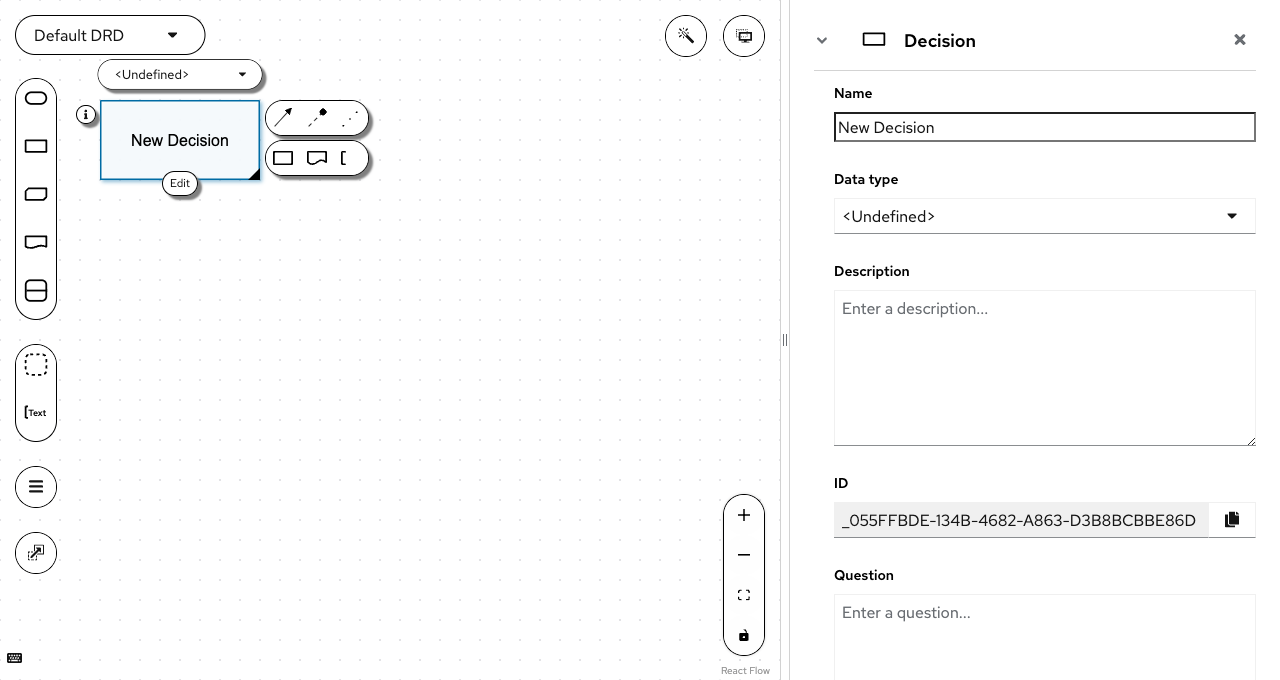 Default DRD
<Undefined>
New Decision
Edit
Text
React Flow
Decision
Name
New Decision
Data type
<Undefined>
Description
Enter a description...
ID
_055FFBDE-134B-4682-A863-D3B8BCBBE86D
Question
Enter a question...